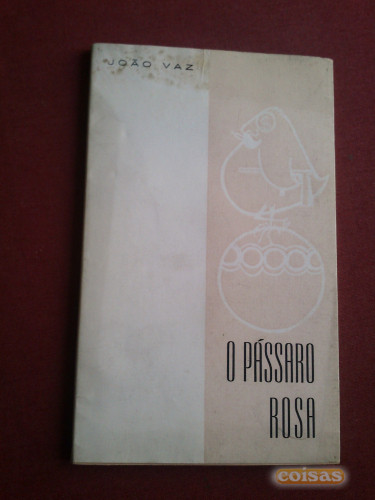 JOÃO VAZ
O PÁSSARO
ROSA
coisas